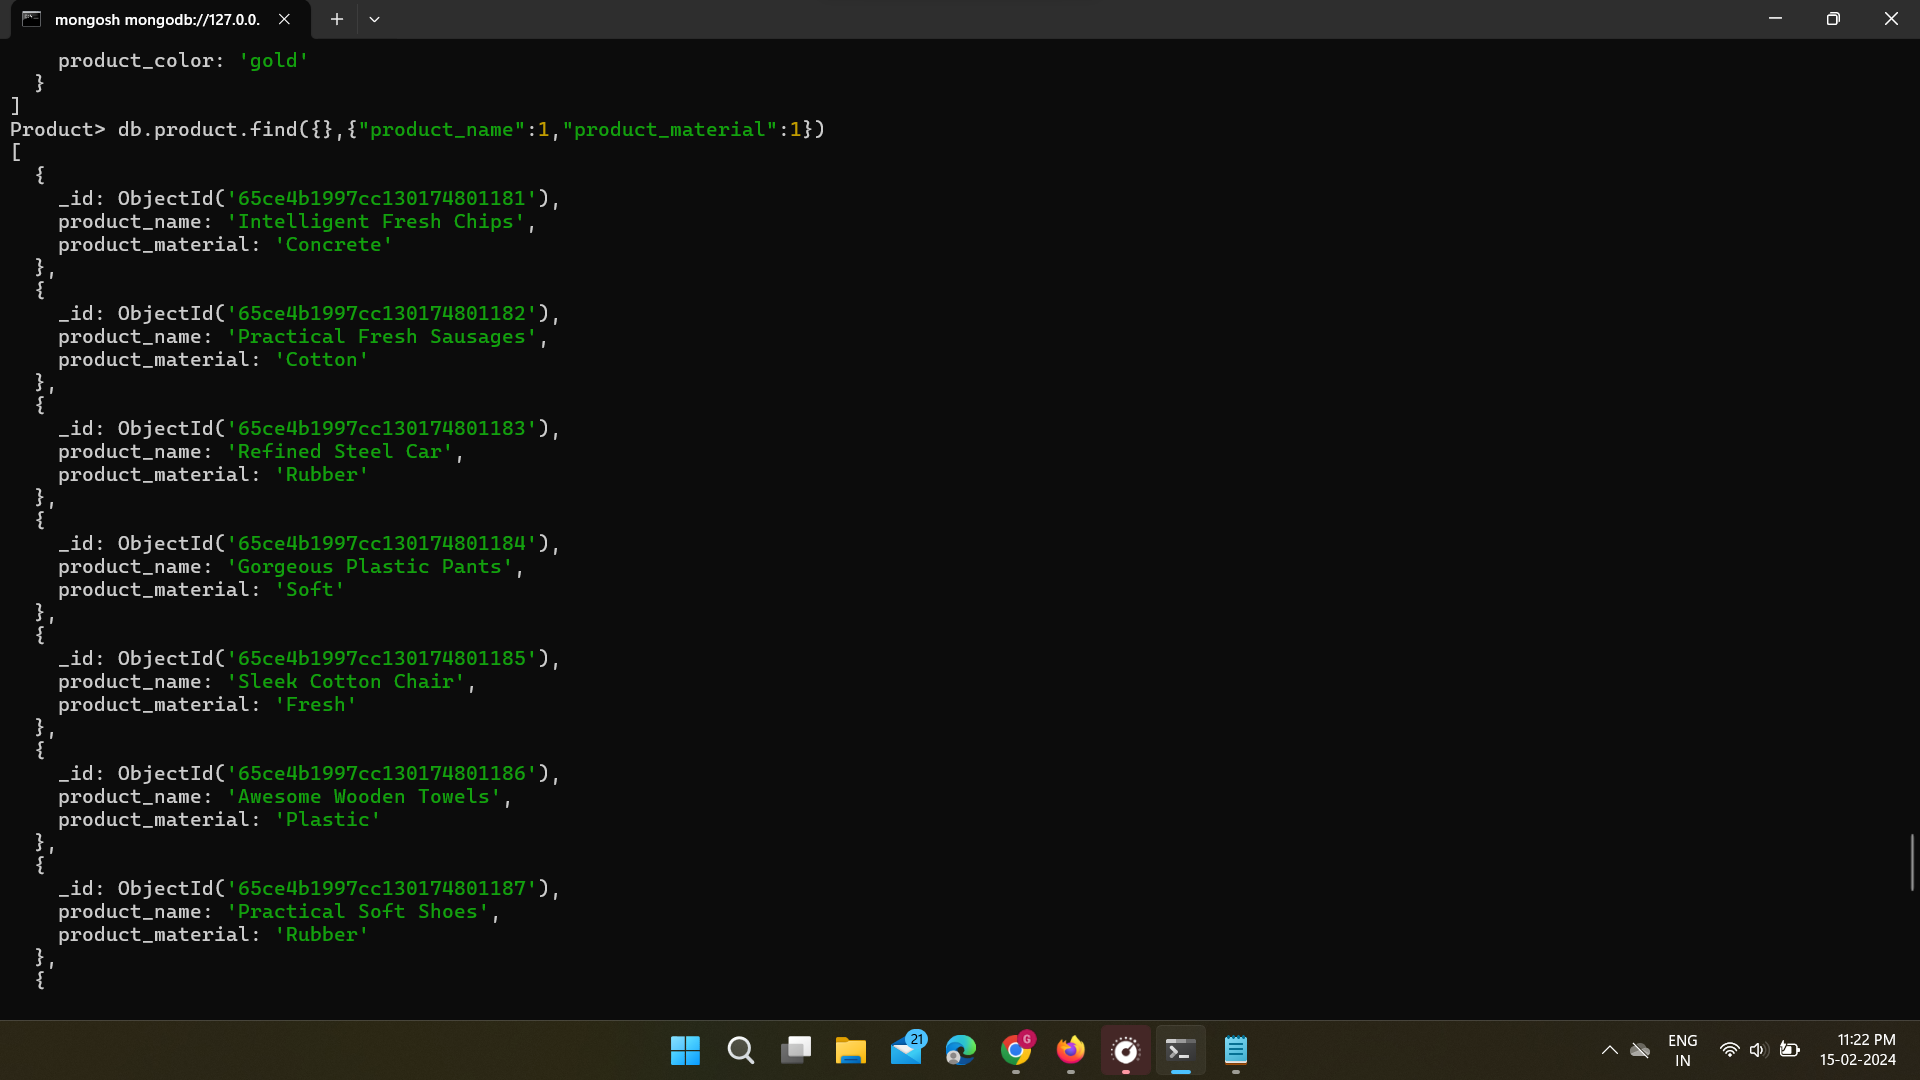 mongosh mongodb://127.0.0.
product_color: 'gold'
}
]
Product> db.product.find({},{"product_name":1,"product_material":1})
[
{
_id: ObjectId('65ce4b1997cc130174801181'),
product_name: 'Intelligent Fresh Chips',
product_material: 'Concrete'
},
{
_id: ObjectId('65ce4b1997cc130174801182'),
product_name: 'Practical Fresh Sausages',
product_material: 'Cotton'
},
{
_id: ObjectId('65ce4b1997cc130174801183'),
product_name: 'Refined Steel Car',
product_material: 'Rubber'
},
{
_id: ObjectId('65ce4b1997cc130174801184'),
product_name: 'Gorgeous Plastic Pants',
product_material: 'Soft'
},
{
_id: ObjectId('65ce4b1997cc130174801185'),
product_name: 'Sleek Cotton Chair',
product_material: 'Fresh'
},
{
_id: ObjectId('65ce4b1997cc130174801186'),
product_name: 'Awesome Wooden Towels',
product_material: 'Plastic'
},
{
_id: ObjectId('65ce4b1997cc130174801187'),
product_name: 'Practical Soft Shoes',
product_material: 'Rubber'
},
{
21
G
ENG
IN
11:22 PM
15-02-2024